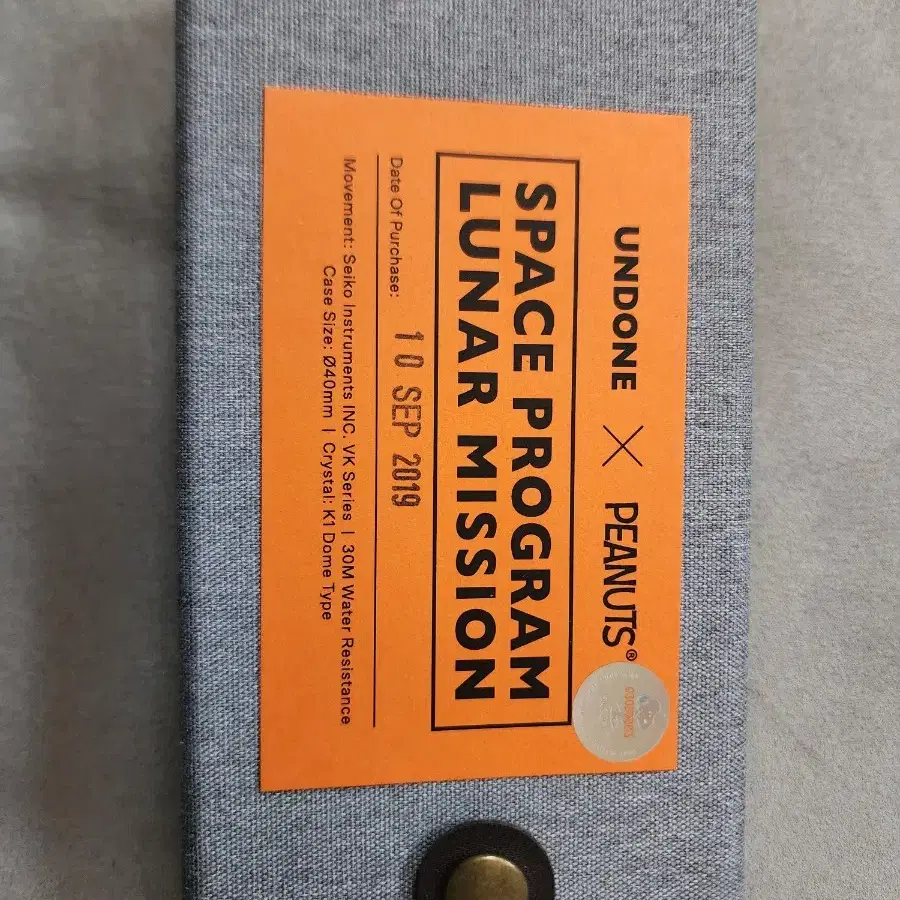 UNDONE × PEANUTS®
SPACE PROGRAM
LUNAR MISSION
Date Of Purchase: 10 SEP 2019
Movement: Seiko Instruments INC. VK Series | 30M Water Resistance
Case Size: Ø40mm | Crystal: K1 Dome Type